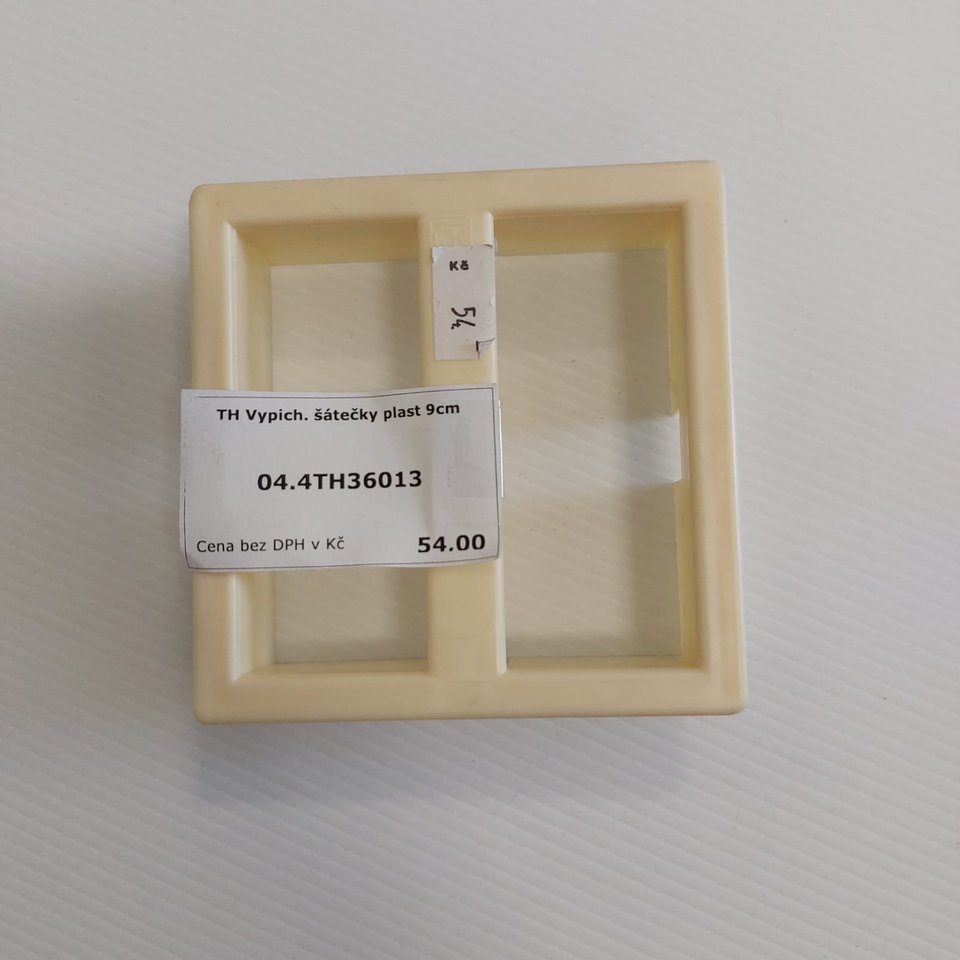 Kč
54,
TH Vypich. šátečky plast 9cm
04.4TH36013
Cena bez DPH v Kč 54.00